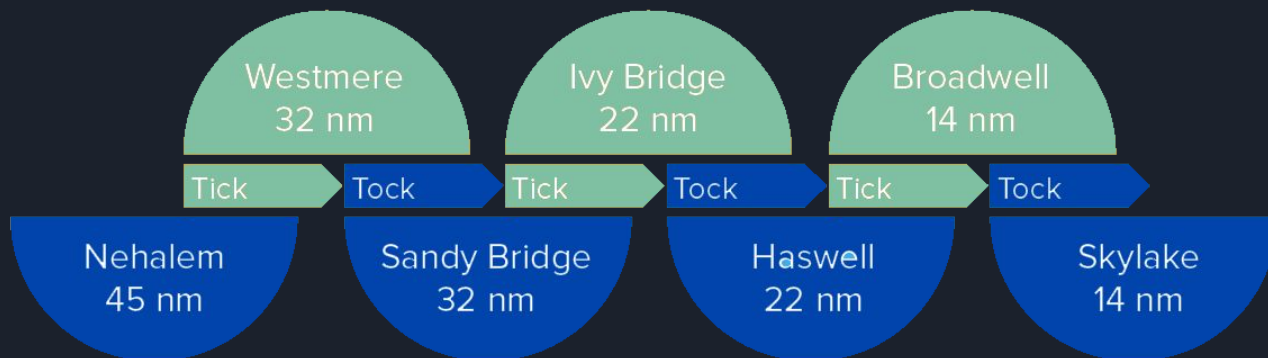 Westmere
32 nm
Ivy Bridge
22 nm
Broadwell
14 nm
Tick
Tock
Tick
Tock
Tick
Tock
Nehalem
45 nm
Sandy Bridge
32 nm
Haswell
22 nm
Skylake
14 nm